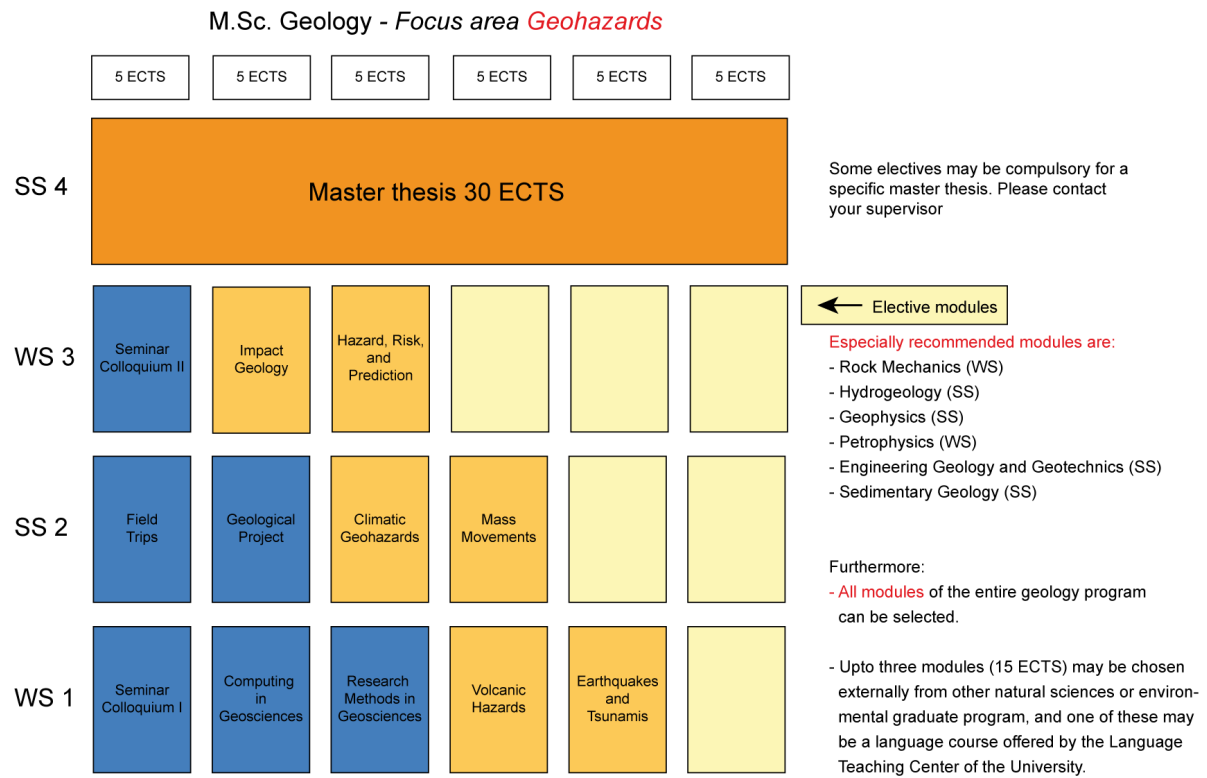 M.Sc. Geology - Focus area Geohazards
5 ECTS
5 ECTS
5 ECTS
5 ECTS
5 ECTS
5 ECTS
SS 4
Master thesis 30 ECTS
Some electives may be compulsory for a
specific master thesis. Please contact
your supervisor
WS 3
Seminar
Colloquium II
Impact
Geology
Hazard, Risk,
and
Prediction
Elective modules
Especially recommended modules are:
- Rock Mechanics (WS)
- Hydrogeology (SS)
- Geophysics (SS)
- Petrophysics (WS)
- Engineering Geology and Geotechnics (SS)
- Sedimentary Geology (SS)
SS 2
Field
Trips
Geological
Project
Climatic
Geohazards
Mass
Movements
Furthermore:
- All modules of the entire geology program
can be selected.
WS 1
Seminar
Colloquium I
Computing
in
Geosciences
Research
Methods in
Geosciences
Volcanic
Hazards
Earthquakes
and
Tsunamis
- Upto three modules (15 ECTS) may be chosen
externally from other natural sciences or environ-
mental graduate program, and one of these may
be a language course offered by the Language
Teaching Center of the University.